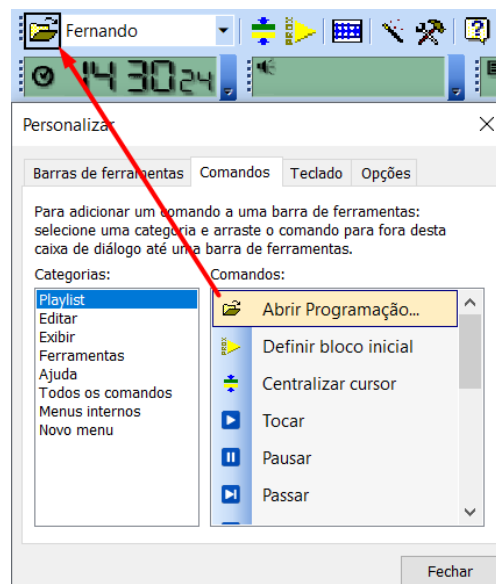 Fernando
14 30 24
Personalizar
Barras de ferramentas Comandos Teclado Opções
Para adicionar um comando a uma barra de ferramentas:
selecione uma categoria e arraste o comando para fora desta
caixa de diálogo até uma barra de ferramentas.
Categorias: Comandos:
Playlist
Editar
Exibir
Ferramentas
Ajuda
Todos os comandos
Menus internos
Novo menu
Abrir Programação...
Definir bloco inicial
Centralizar cursor
Tocar
Pausar
Passar
Fechar